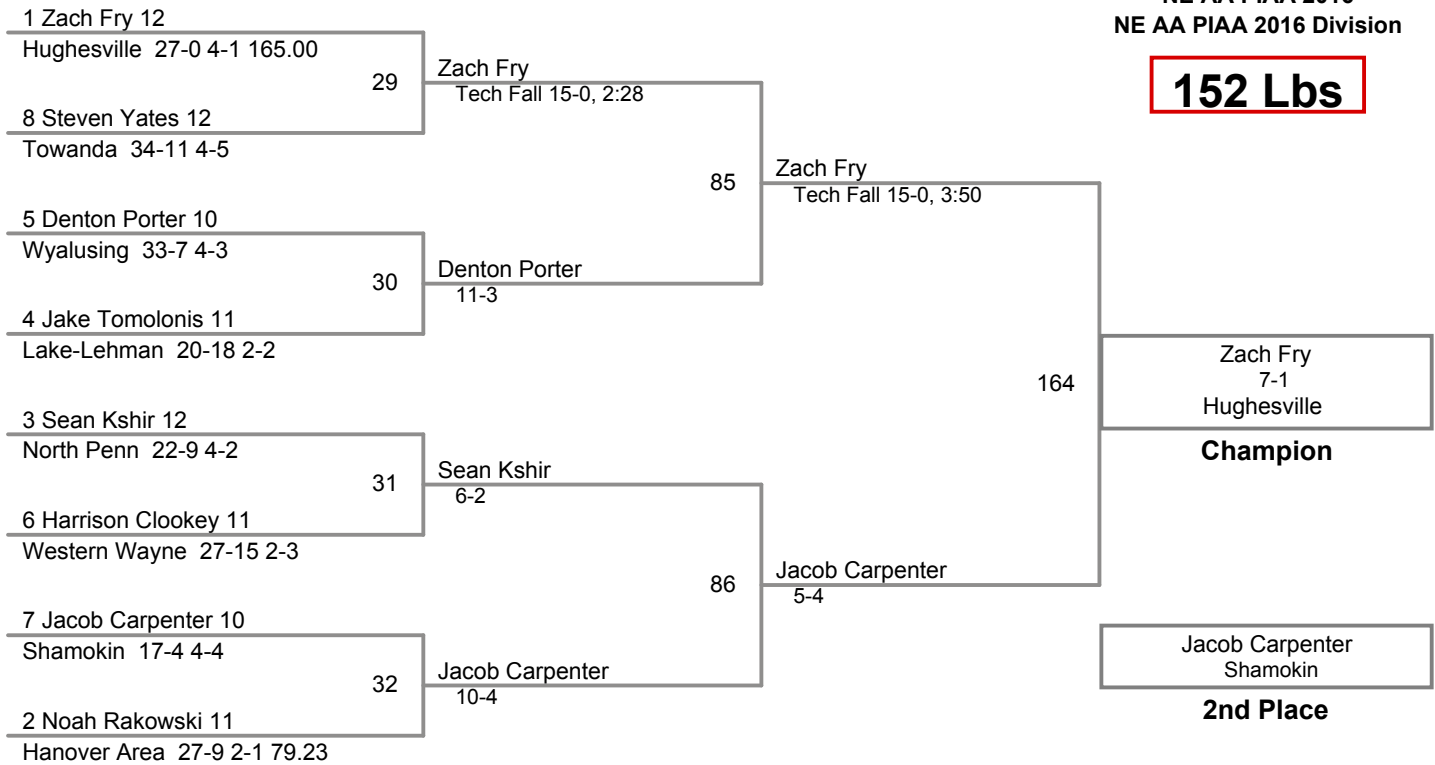 NE AA PIAA 2016 Division
152 Lbs
1 Zach Fry 12
Hughesville 27-0 4-1 165.00
29
8 Steven Yates 12
Towanda 34-11 4-5
Zach Fry
Tech Fall 15-0, 2:28
5 Denton Porter 10
Wyalusing 33-7 4-3
30
4 Jake Tomolonis 11
Lake-Lehman 20-18 2-2
Denton Porter
11-3
85
Zach Fry
Tech Fall 15-0, 3:50
3 Sean Kshir 12
North Penn 22-9 4-2
31
6 Harrison Clookey 11
Western Wayne 27-15 2-3
Sean Kshir
6-2
7 Jacob Carpenter 10
Shamokin 17-4 4-4
32
2 Noah Rakowski 11
Hanover Area 27-9 2-1 79.23
Jacob Carpenter
10-4
86
Jacob Carpenter
5-4
164
Zach Fry
7-1
Hughesville
Champion
Jacob Carpenter
Shamokin
2nd Place